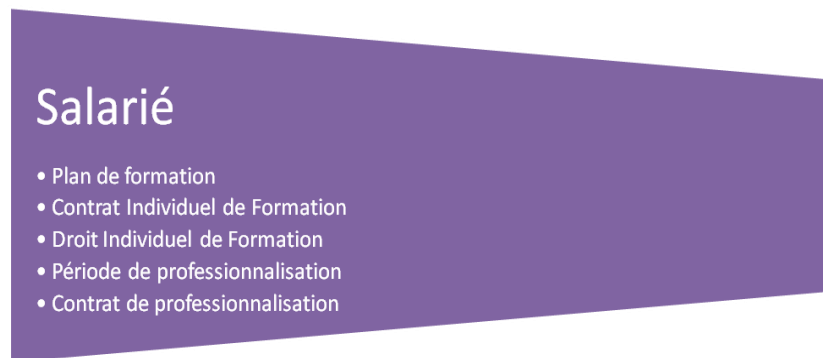 Salarié
• Plan de formation
• Contrat Individuel de Formation
• Droit Individuel de Formation
• Période de professionnalisation
• Contrat de professionnalisation